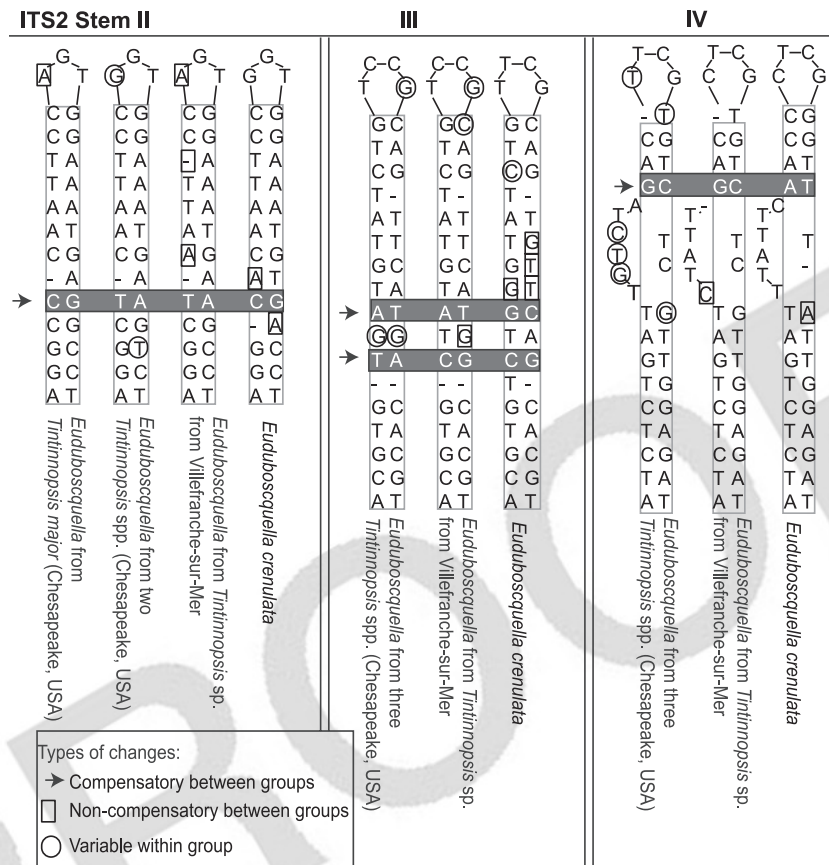 ITS2 Stem II
G
A T
C G
C G
T A
T A
A A
A T
C G
- A
C G
C G
G C
G C
A T
Euduboscquella from
Tintinnopsis major (Chesapeake, USA)
G
G T
C G
C G
T A
T A
A A
A T
C G
- A
T A
C G
G T
G C
A T
Euduboscquella from two
Tintinnopsis spp. (Chesapeake, USA)
G
A T
C G
C G
- A
T A
T A
A T
A G
- A
T A
C G
G C
G C
A T
Euduboscquella from Tintinnopsis sp.
from Villefranche-sur-Mer
G
G T
C G
C G
T A
T A
A A
A T
C G
A T
C G
- A
G C
G C
A T
Euduboscquella crenulata
III
C C
T G
T
G C
T A
C G
T -
A T
T T
G C
T A
A T
G G
T A
- -
G C
T A
G C
C G
A T
Euduboscquella from three
Tintinnopsis spp. (Chesapeake, USA)
C C
T G
T
G C
T A
C G
T -
A T
T T
G C
T A
A T
T G
C G
- -
G C
T A
G C
C G
A T
Euduboscquella from Tintinnopsis sp.
from Villefranche-sur-Mer
T C
T G
C
G C
T A
C G
T -
A T
T G
G T
G T
G C
T A
C G
- -
G C
T A
G C
C G
A T
Euduboscquella crenulata
IV
Euduboscquella from three
Tintinnopsis spp. (Chesapeake, USA)
Euduboscquella from Tintinnopsis sp.
from Villefranche-sur-Mer
Euduboscquella crenulata
Types of changes:
Compensatory between groups
Non-compensatory between groups
Variable within group